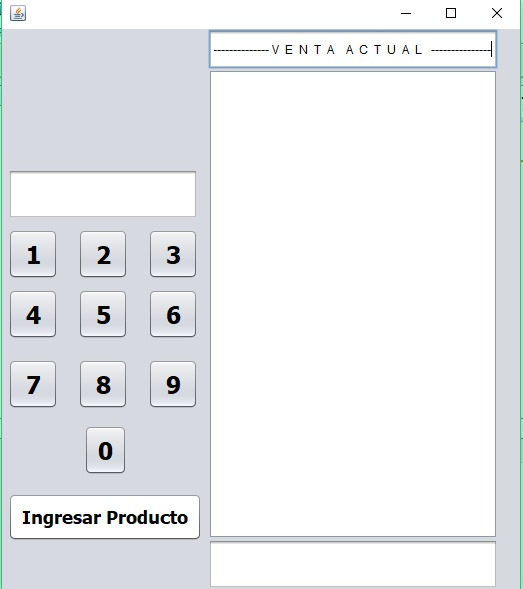 --------------- V E N T A  A C T U A L ----------------
1 2 3
4 5 6
7 8 9
0
Ingresar Producto